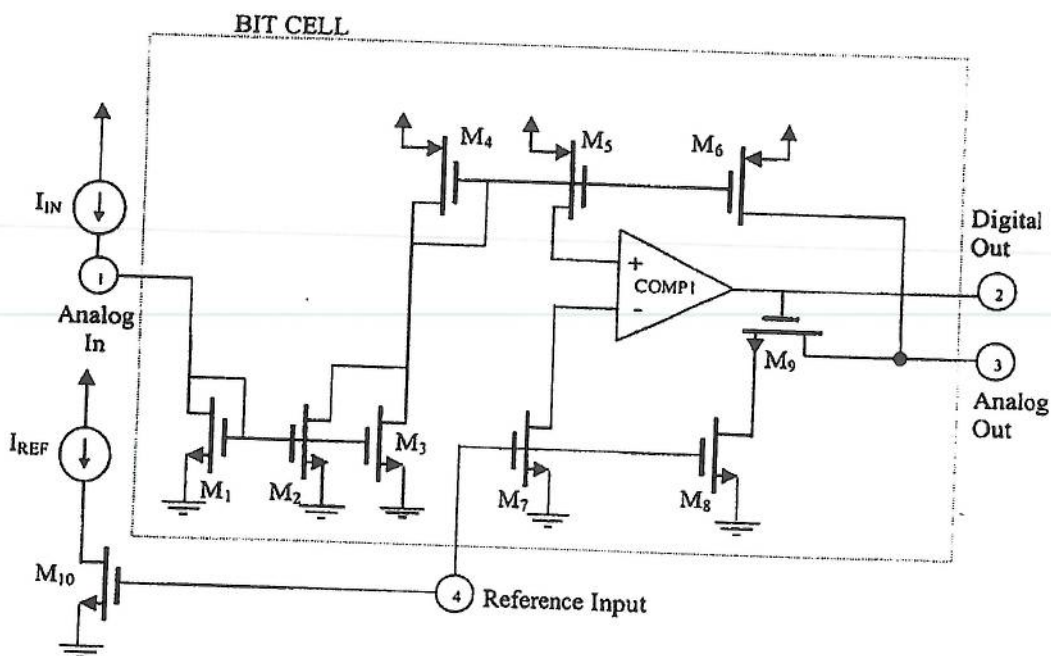 BIT CELL
M4
M5
M6
IIN
1
Analog
In
+
COMP1
-
Digital
Out
2
M9
3
Analog
Out
IREF
M1
M2
M3
M7
M8
M10
4
Reference Input